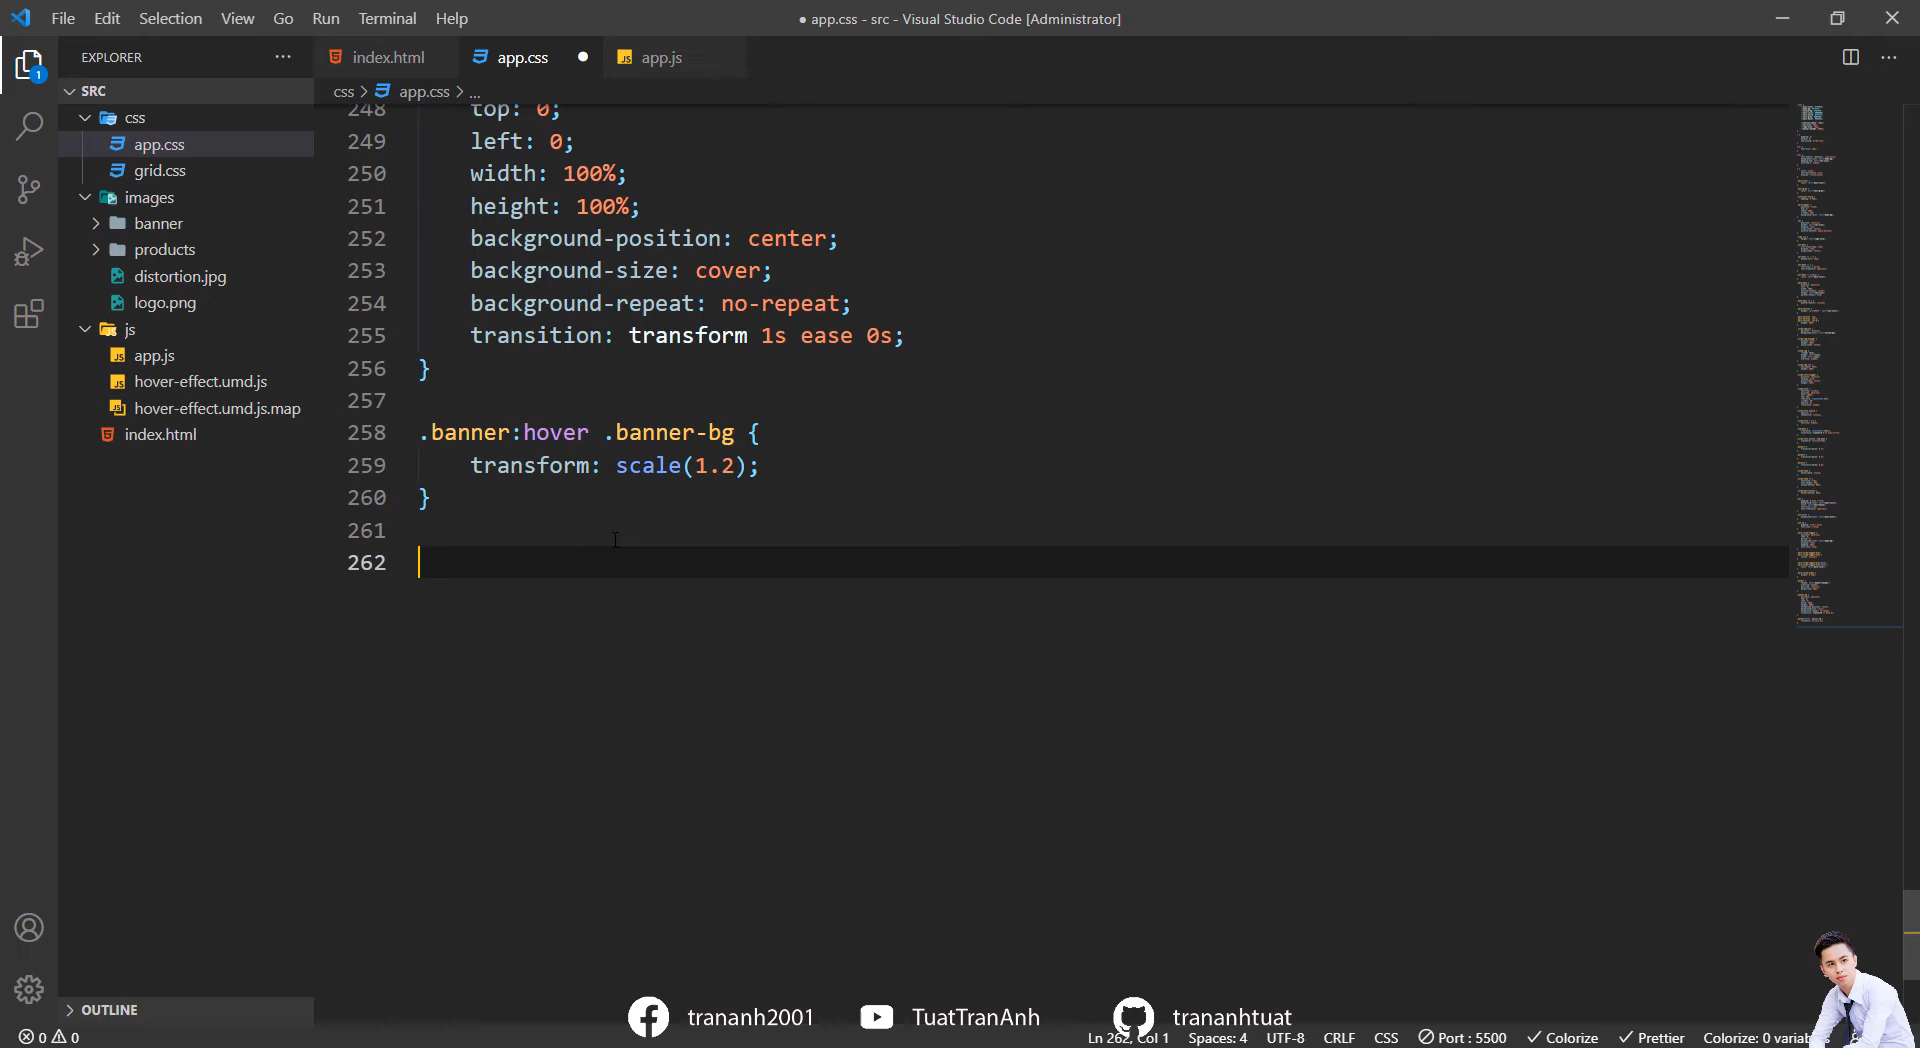 File Edit Selection View Go Run Terminal Help
● app.css - src - Visual Studio Code [Administrator]
EXPLORER
index.html
app.css
app.js
SRC
css > app.css > ...
css
app.css
grid.css
images
banner
products
distortion.jpg
logo.png
js
app.js
hover-effect.umd.js
hover-effect.umd.js.map
index.html
1
248 top: 0;
249 left: 0;
250 width: 100%;
251 height: 100%;
252 background-position: center;
253 background-size: cover;
254 background-repeat: no-repeat;
255 transition: transform 1s ease 0s;
256 }
257
258 .banner:hover .banner-bg {
259 transform: scale(1.2);
260 }
261
262
OUTLINE
trananh2001 TuatTranAnh trananhtuat
0 0 Ln 262, Col 1 Spaces: 4 UTF-8 CRLF CSS Port : 5500 Colorize Prettier Colorize: 0